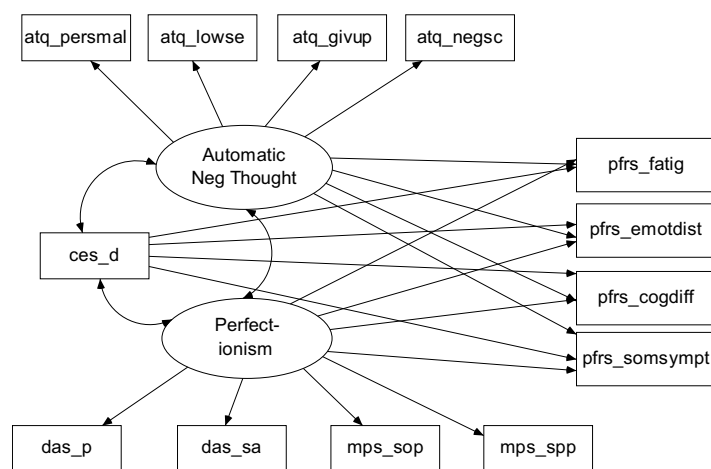 atq_persmal
atq_lowse
atq_givup
atq_negsc
Automatic
Neg Thought
pfrs_fatig
pfrs_emotdist
ces_d
pfrs_cogdiff
Perfect-
ionism
pfrs_somsympt
das_p
das_sa
mps_sop
mps_spp